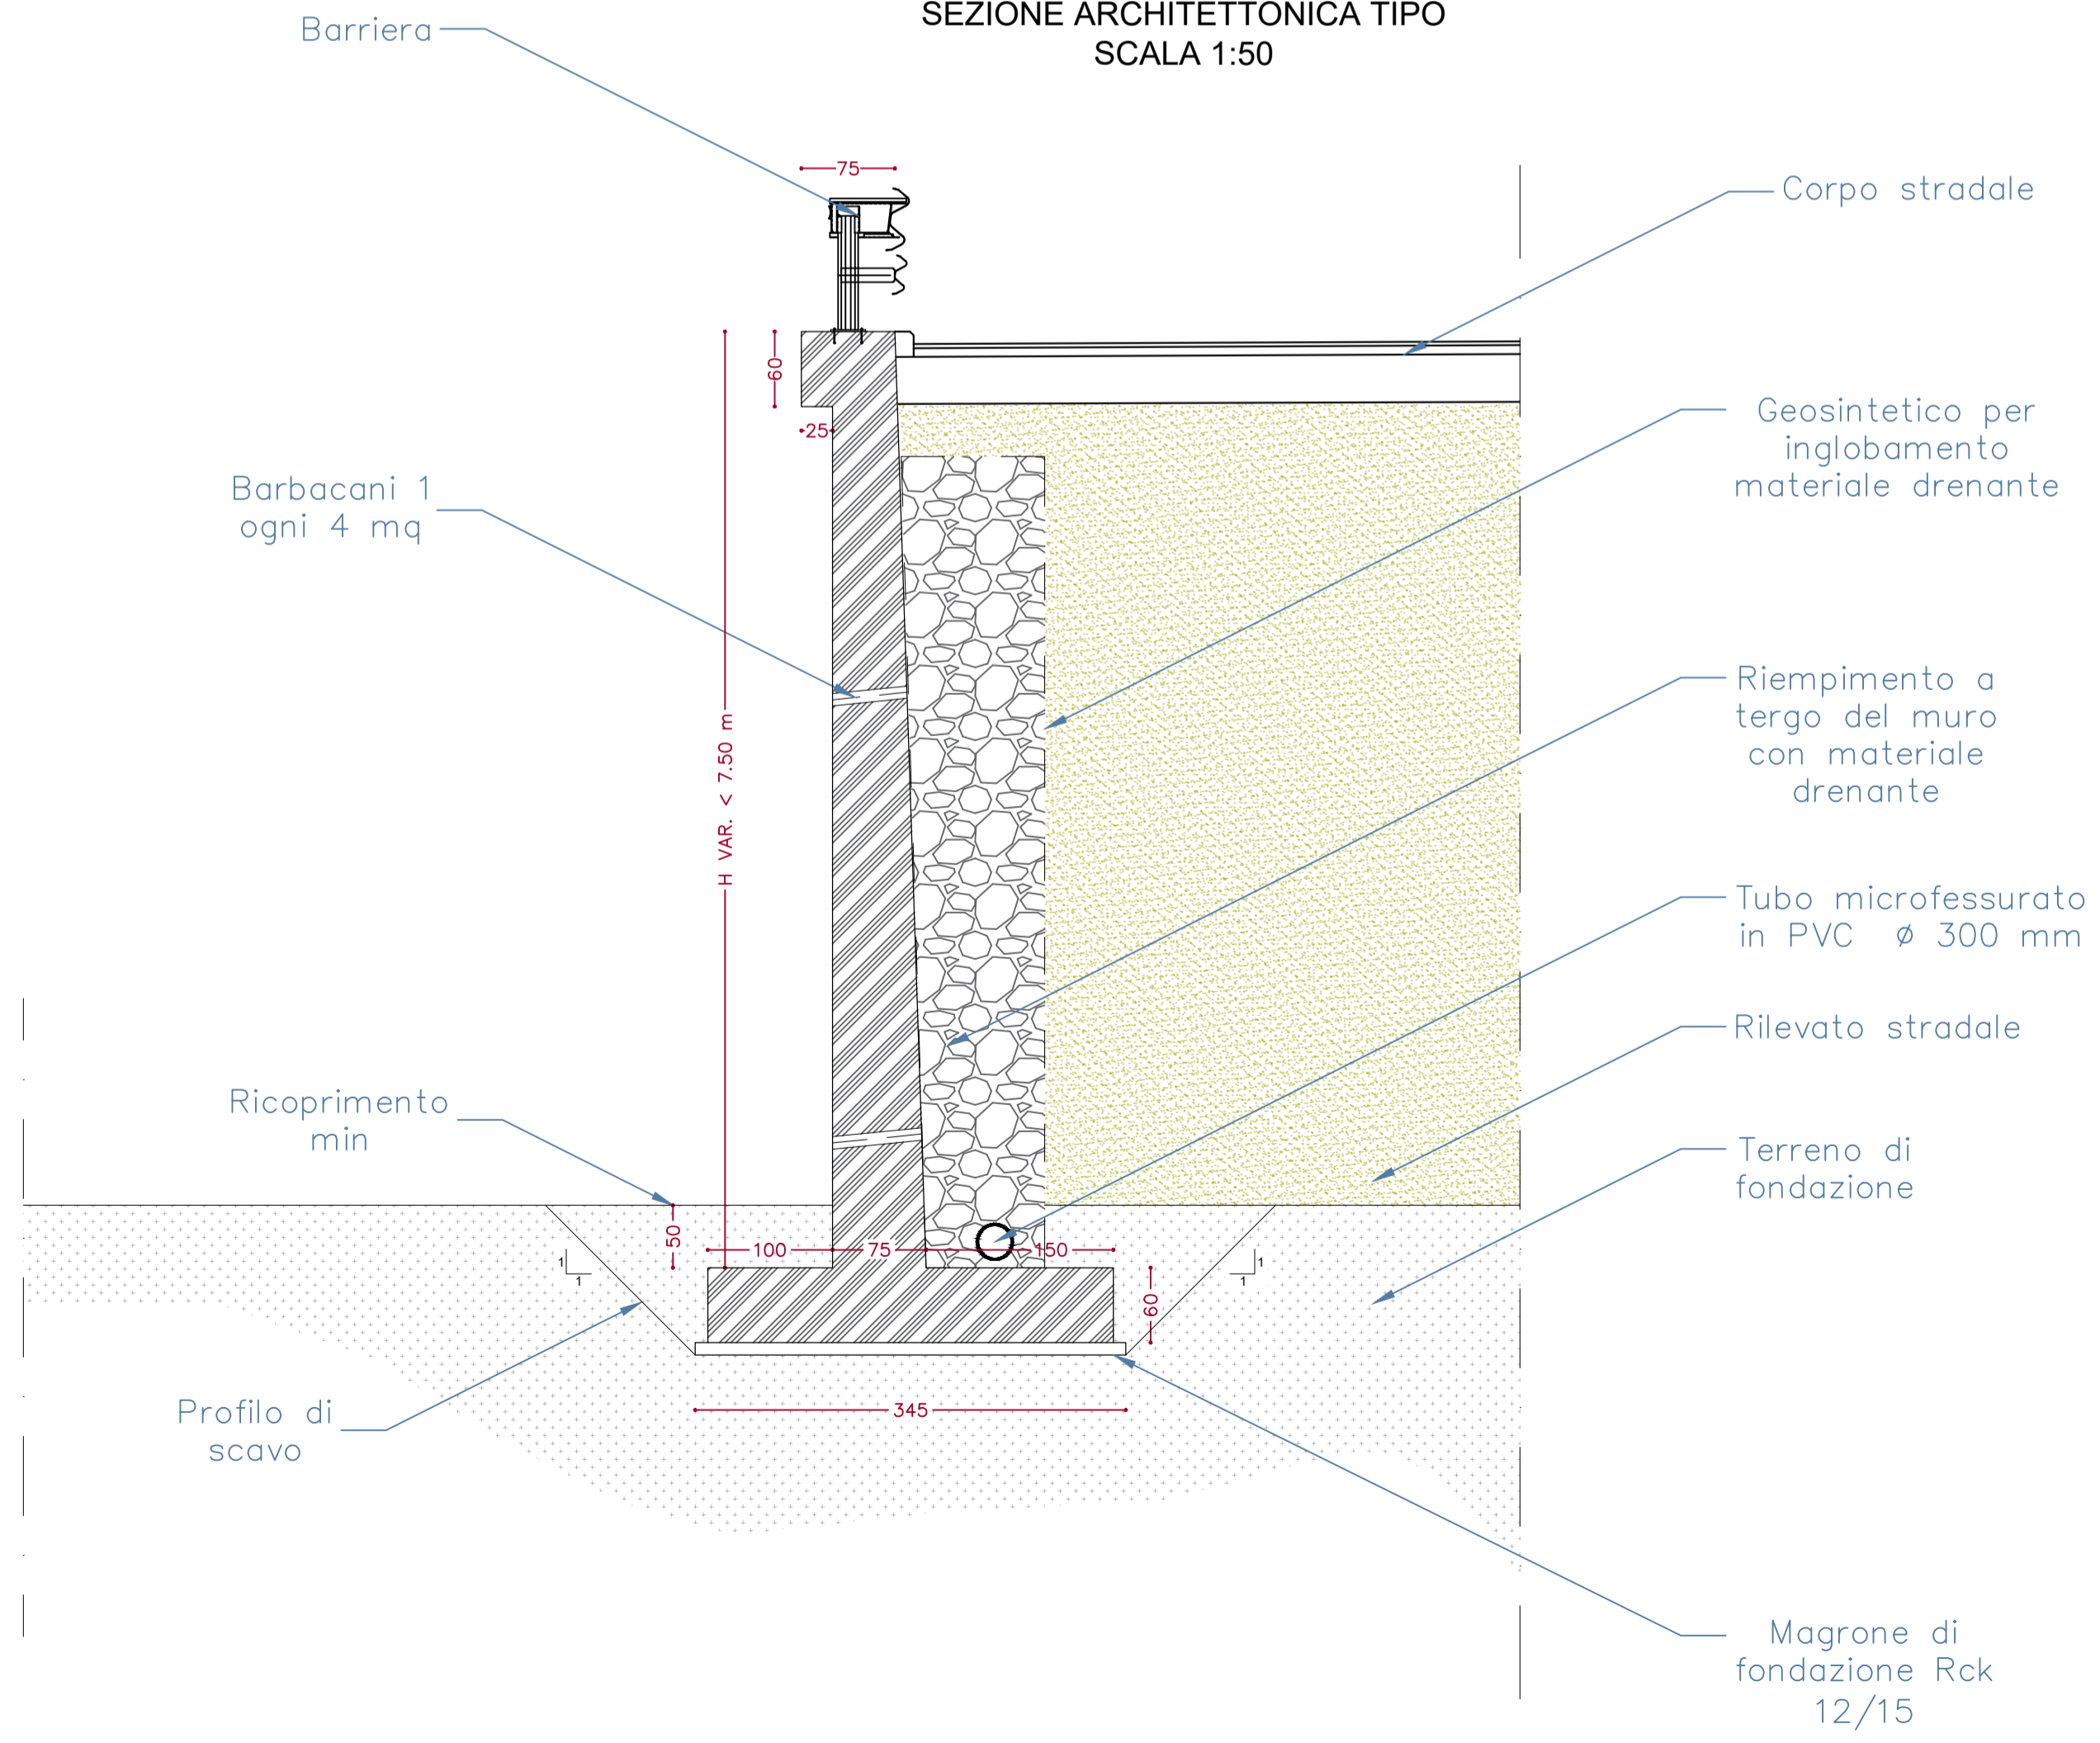 SEZIONE ARCHITETTONICA TIPO
SCALA 1:50
Barriera
75
Corpo stradale
60
25
Geosintetico per
inglobamento
materiale drenante
Barbacani 1
ogni 4 mq
H VAR. < 7.50 m
Riempimento a
tergo del muro
con materiale
drenante
Tubo microfessurato
in PVC Ø 300 mm
Rilevato stradale
Ricoprimento
min
Terreno di
fondazione
50
100
75
150
1
1
1
1
60
345
Profilo di
scavo
Magrone di
fondazione Rck
12/15